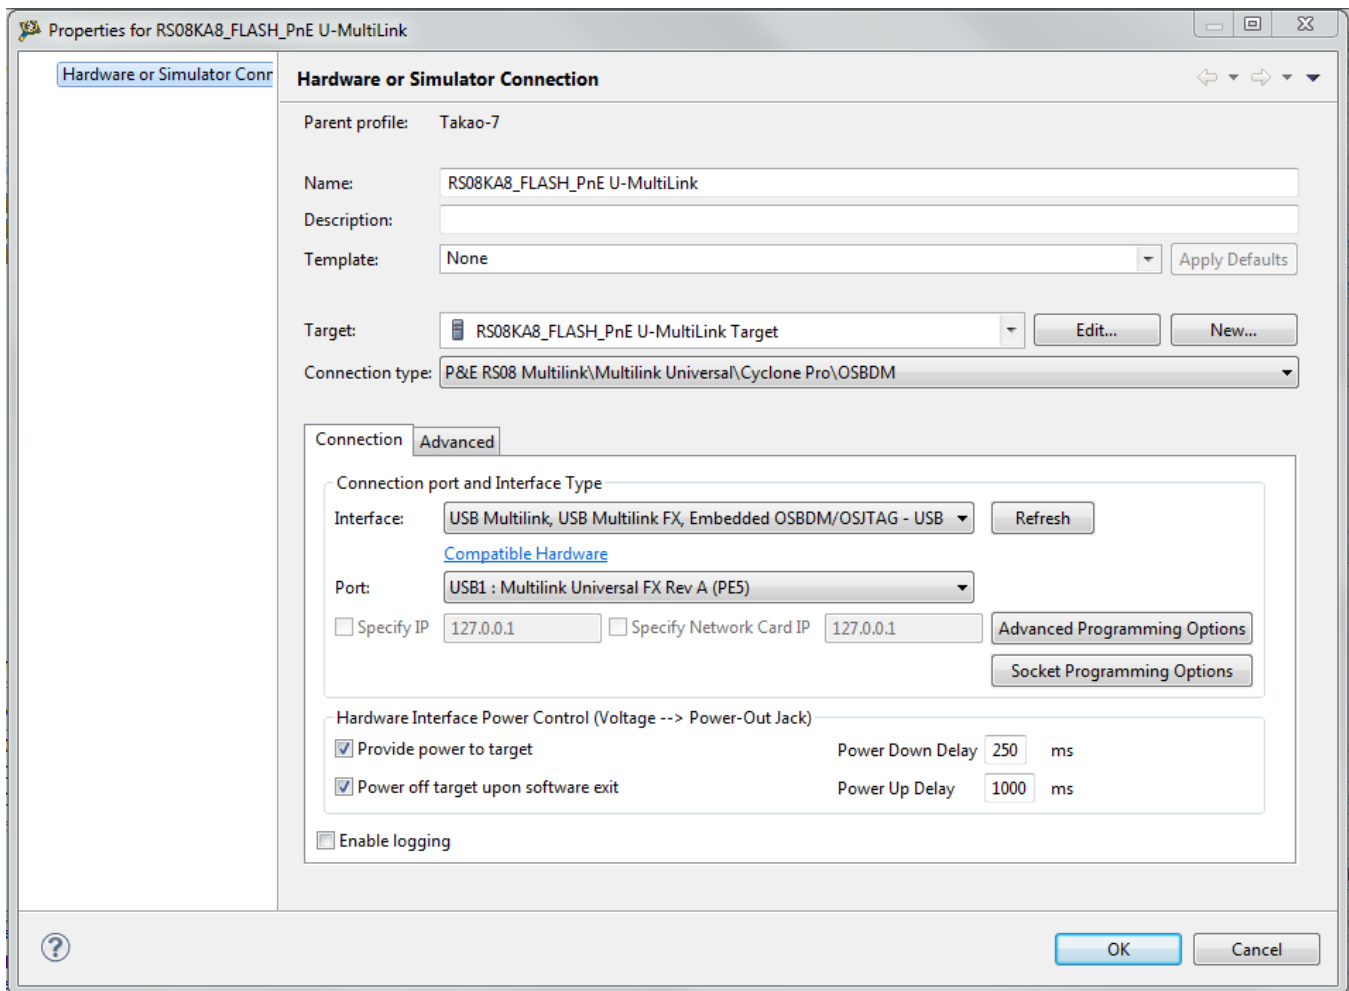 Properties for RS08KA8_FLASH_PnE U-MultiLink
Hardware or Simulator Conn
Hardware or Simulator Connection
Parent profile: Takao-7
Name: RS08KA8_FLASH_PnE U-MultiLink
Description:
Template: None Apply Defaults
Target: RS08KA8_FLASH_PnE U-MultiLink Target Edit... New...
Connection type: P&E RS08 Multilink\Multilink Universal\Cyclone Pro\OSBDM
Connection Advanced
Connection port and Interface Type
Interface: USB Multilink, USB Multilink FX, Embedded OSBDM/OSJTAG - USB Refresh
Compatible Hardware
Port: USB1 : Multilink Universal FX Rev A (PE5)
Specify IP 127.0.0.1 Specify Network Card IP 127.0.0.1 Advanced Programming Options
Socket Programming Options
Hardware Interface Power Control (Voltage --> Power-Out Jack)
Provide power to target Power Down Delay 250 ms
Power off target upon software exit Power Up Delay 1000 ms
Enable logging
? OK Cancel